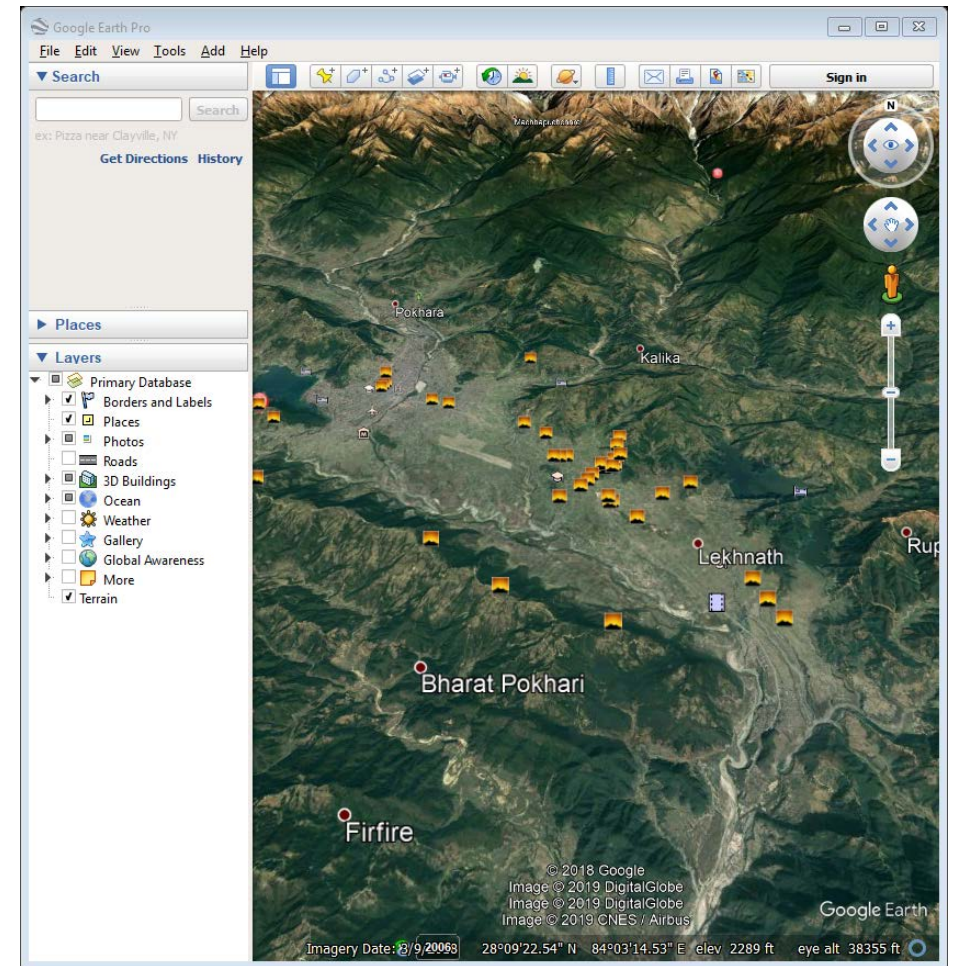 Google Earth Pro
File Edit View Tools Add Help
Search
Sign in
Search
ex: Pizza near Clayville, NY
Get Directions History
Places
Layers
Primary Database
Borders and Labels
Places
Photos
Roads
3D Buildings
Ocean
Weather
Gallery
Global Awareness
More
Terrain
N
Pokhara
Kalika
Lekhnath
Rup
Bharat Pokhari
Firfire
© 2018 Google
Image © 2019 DigitalGlobe
Image © 2019 DigitalGlobe
Image © 2019 CNES / Airbus
Google Earth
Imagery Date: 2006 28°09'22.54" N 84°03'14.53" E elev 2289 ft eye alt 38355 ft